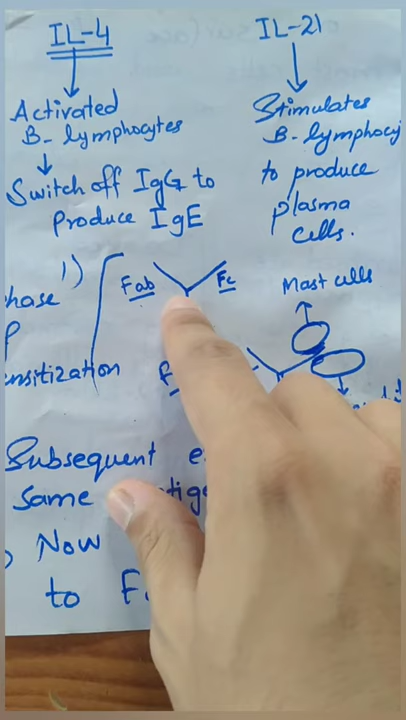 IL-4
Activated
B-lymphocytes
Switch off IgG to
produce IgE
IL-21
Stimulates
B-lymphocy
to produce
plasma
cells.
1)
Fab
Fc
Mast cells
hase
nsitization
Subsequent e
Same
Now
to F